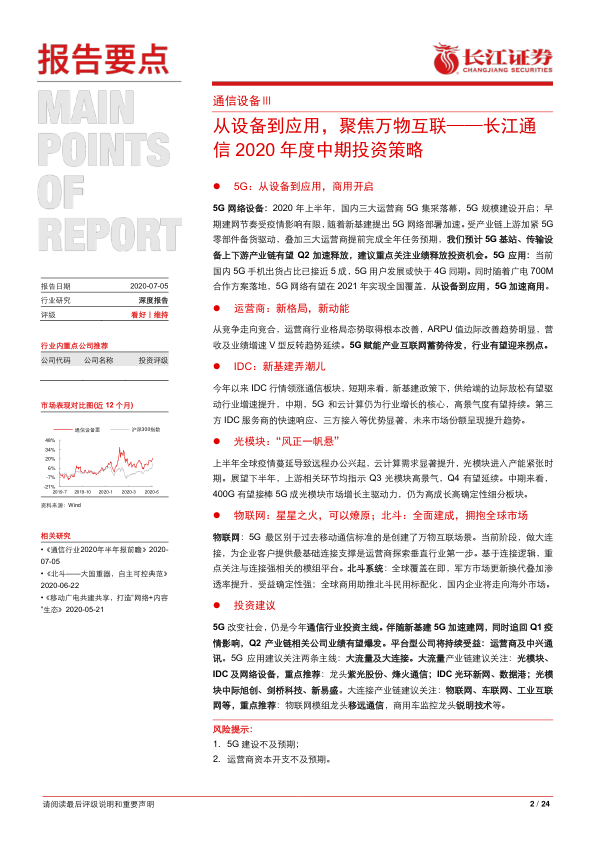 报告要点
长江证券
CHANGJIANG SECURITIES
MAIN
POINTS
OF
REPORT
报告日期 2020-07-05
行业研究 深度报告
评级 看好丨维持
行业内重点公司推荐
公司代码 公司名称 投资评级
市场表现对比图(近 12 个月)
通信设备Ⅲ 沪深300指数
48%
34%
20%
6%
-7%
-21%
2019-7 2019-10 2020-1 2020-3 2020-6
资料来源：Wind
相关研究
•《通信行业2020年半年报前瞻》2020-
07-05
•《北斗——大国重器，自主可控典范》
2020-06-22
•《移动广电共建共享，打造“网络+内容
“生态》2020-05-21
通信设备Ⅲ
从设备到应用，聚焦万物互联——长江通
信 2020 年度中期投资策略
● 5G：从设备到应用，商用开启
5G 网络设备：2020 年上半年，国内三大运营商 5G 集采落幕，5G 规模建设开启；早
期建网节奏受疫情影响有限，随着新基建提出 5G 网络部署加速。受产业链上游加紧 5G
零部件备货驱动，叠加三大运营商提前完成全年任务预期，我们预计 5G 基站、传输设
备上下游产业链有望 Q2 加速释放，建议重点关注业绩释放投资机会。5G 应用：当前
国内 5G 手机出货占比已接近 5 成，5G 用户发展或快于 4G 同期。同时随着广电 700M
合作方案落地，5G 网络有望在 2021 年实现全国覆盖，从设备到应用，5G 加速商用。
● 运营商：新格局，新动能
从竞争走向竞合，运营商行业格局态势取得根本改善，ARPU 值边际改善趋势明显，营
收及业绩增速 V 型反转趋势延续。5G 赋能产业互联网蓄势待发，行业有望迎来拐点。
● IDC：新基建弄潮儿
今年以来 IDC 行情领涨通信板块，短期来看，新基建政策下，供给端的边际放松有望驱
动行业增速提升，中期，5G 和云计算仍为行业增长的核心，高景气度有望持续。第三
方 IDC 服务商的快速响应、三方接入等优势显著，未来市场份额呈现提升趋势。
● 光模块：“风正一帆悬”
上半年全球疫情蔓延导致远程办公兴起，云计算需求显著提升，光模块进入产能紧张时
期。展望下半年，上游相关环节均指示 Q3 光模块高景气，Q4 有望延续。中期来看，
400G 有望接棒 5G 成光模块市场增长主驱动力，仍为高成长高确定性细分板块。
● 物联网：星星之火，可以燎原；北斗：全面建成，拥抱全球市场
物联网：5G 最区别于过去移动通信标准的是创建了万物互联场景。当前阶段，做大连
接，为企业客户提供最基础连接支撑是运营商探索垂直行业第一步。基于连接逻辑，重
点关注与连接强相关的模组平台。北斗系统：全球覆盖在即，军方市场更新换代叠加渗
透率提升，受益确定性强；全球商用助推北斗民用标配化，国内企业将走向海外市场。
● 投资建议
5G 改变社会，仍是今年通信行业投资主线。伴随新基建 5G 加速建网，同时追回 Q1 疫
情影响，Q2 产业链相关公司业绩有望爆发。平台型公司将持续受益：运营商及中兴通
讯。5G 应用建议关注两条主线：大流量及大连接。大流量产业链建议关注：光模块、
IDC 及网络设备，重点推荐：龙头紫光股份、烽火通信；IDC 光环新网、数据港；光模
块中际旭创、剑桥科技、新易盛。大连接产业链建议关注：物联网、车联网、工业互联
网等，重点推荐：物联网模组龙头移远通信，商用车监控龙头锐明技术等。
风险提示：
1. 5G 建设不及预期；
2. 运营商资本开支不及预期。
请阅读最后评级说明和重要声明
2 / 24